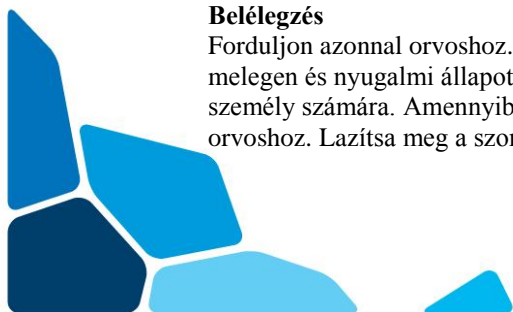 Belélegzés
Forduljon azonnal orvoshoz.
melegen és nyugalmi állapot
személy számára. Amennyib
orvoshoz. Lazítsa meg a szor